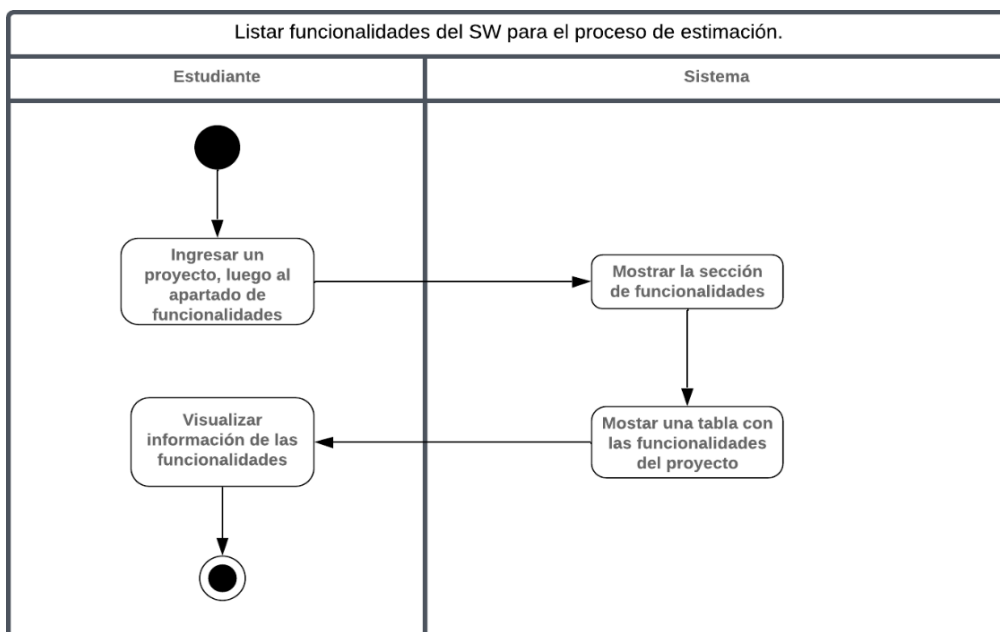 Listar funcionalidades del SW para el proceso de estimación.
Estudiante
Sistema
Ingresar un
proyecto, luego al
apartado de
funcionalidades
Mostrar la sección
de funcionalidades
Mostar una tabla con
las funcionalidades
del proyecto
Visualizar
información de las
funcionalidades